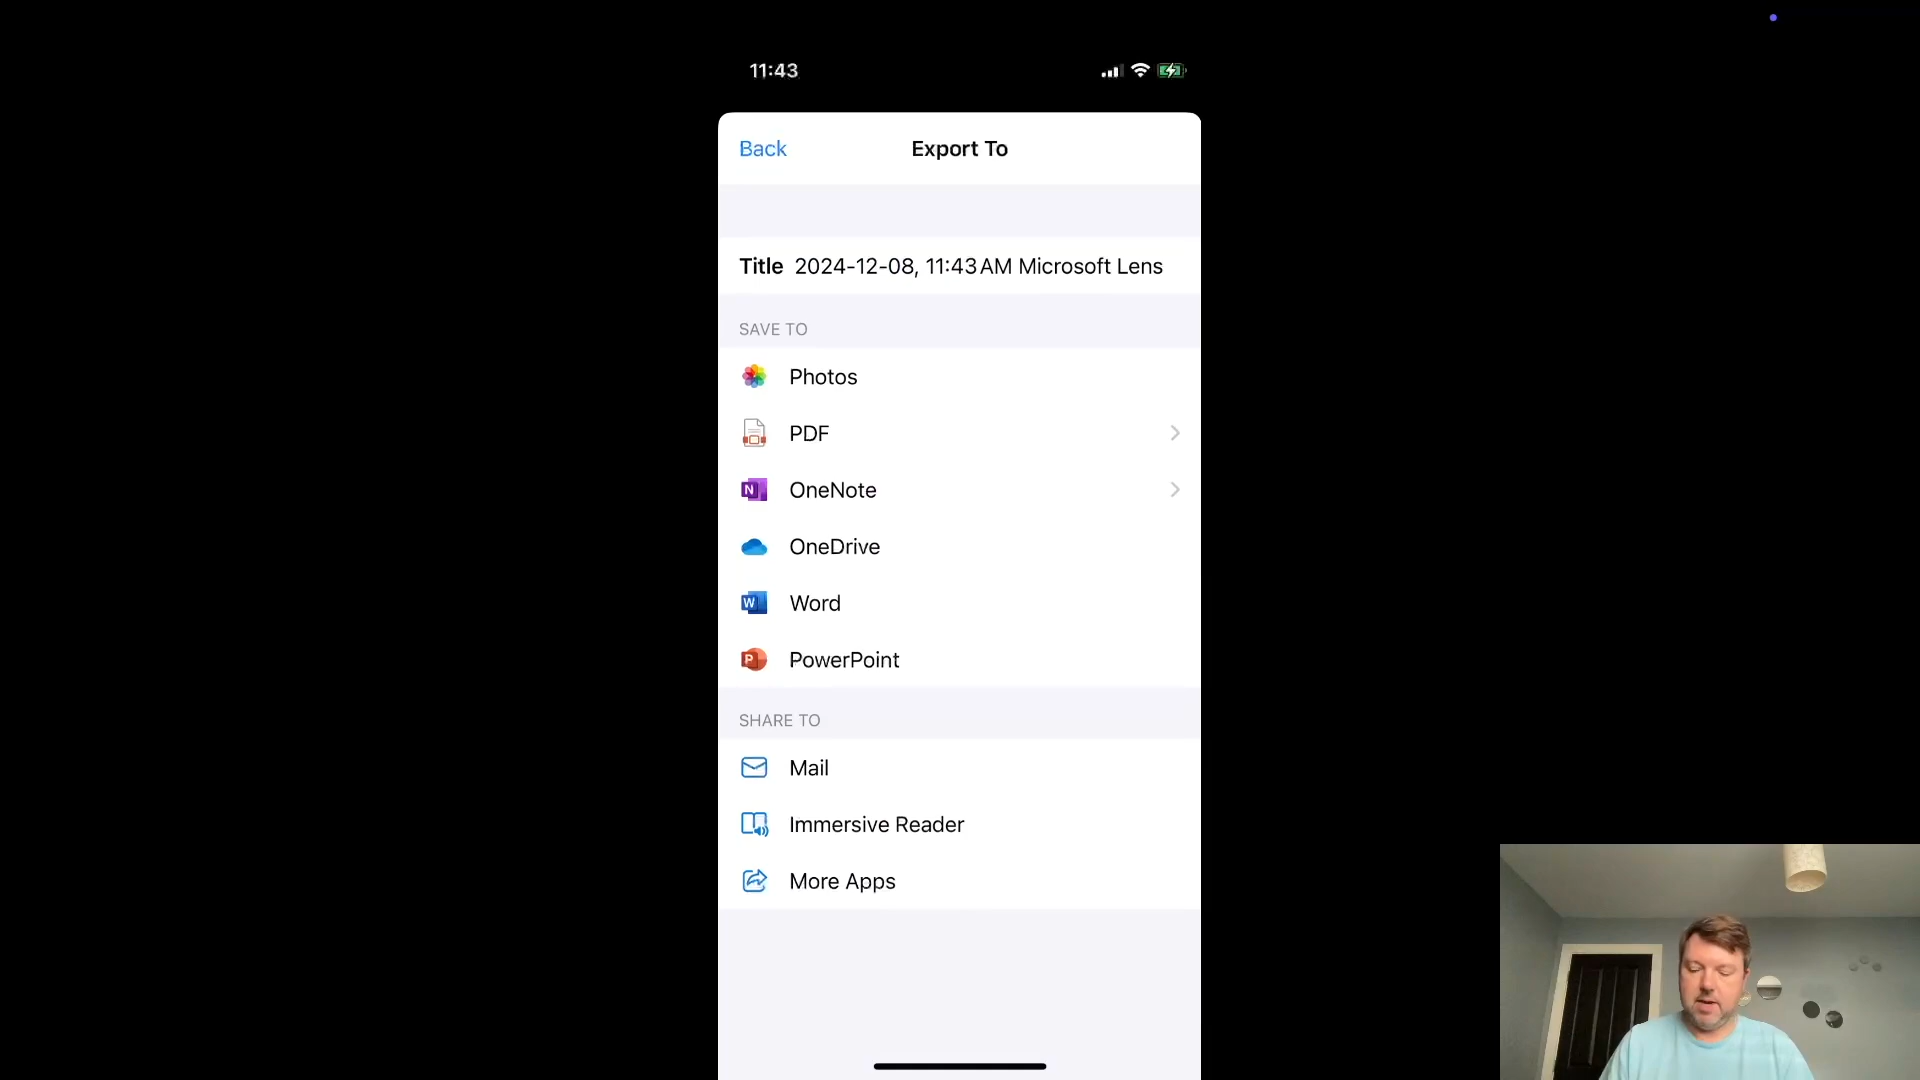 11:43
Back
Export To
Title 2024-12-08, 11:43 AM Microsoft Lens
SAVE TO
Photos
PDF
N OneNote
OneDrive
W Word
P PowerPoint
SHARE TO
Mail
Immersive Reader
More Apps